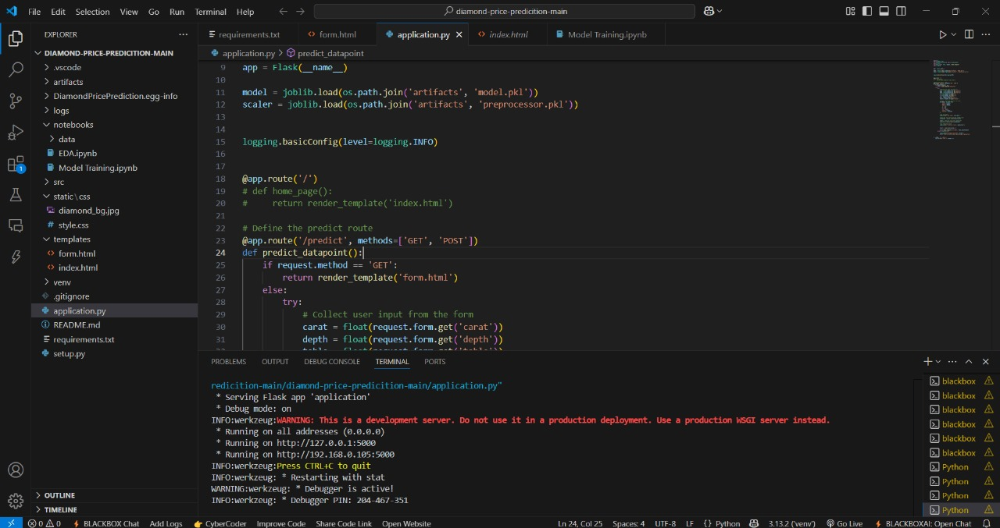 File Edit Selection View Go Run Terminal Help
diamond-price-predicition-main
EXPLORER
DIAMOND-PRICE-PREDICITION-MAIN
.vscode
artifacts
DiamondPricePrediction.egg-info
logs
notebooks
data
EDA.ipynb
Model Training.ipynb
src
static\css
diamond_bg.jpg
# style.css
templates
<> form.html
<> index.html
venv
.gitignore
application.py
README.md
requirements.txt
setup.py
OUTLINE
TIMELINE
1
requirements.txt <> form.html application.py <> index.html Model Training.ipynb
application.py > predict_datapoint
9 app = Flask(__name__)
10
11 model = joblib.load(os.path.join('artifacts', 'model.pkl'))
12 scaler = joblib.load(os.path.join('artifacts', 'preprocessor.pkl'))
13
14
15 logging.basicConfig(level=logging.INFO)
16
17
18 @app.route('/')
19 # def home_page():
20 #     return render_template('index.html')
21
22 # Define the predict route
23 @app.route('/predict', methods=['GET', 'POST'])
24 def predict_datapoint():
25     if request.method == 'GET':
26         return render_template('form.html')
27     else:
28         try:
29             # Collect user input from the form
30             carat = float(request.form.get('carat'))
31             depth = float(request.form.get('depth'))
PROBLEMS OUTPUT DEBUG CONSOLE TERMINAL PORTS
redicition-main/diamond-price-predicition-main/application.py"
* Serving Flask app 'application'
* Debug mode: on
INFO:werkzeug:WARNING: This is a development server. Do not use it in a production deployment. Use a production WSGI server instead.
* Running on all addresses (0.0.0.0)
* Running on http://127.0.0.1:5000
* Running on http://192.168.0.105:5000
INFO:werkzeug:Press CTRL+C to quit
INFO:werkzeug: * Restarting with stat
WARNING:werkzeug: * Debugger is active!
INFO:werkzeug: * Debugger PIN: 204-467-351
blackbox
blackbox
blackbox
blackbox
blackbox
blackbox
Python
Python
Python
Python
0 0 BLACKBOX Chat Add Logs CyberCoder Improve Code Share Code Link Open Website Ln 24, Col 25 Spaces: 4 UTF-8 LF {} Python 3.13.2 ('venv') Go Live BLACKBOXAI: Open Chat